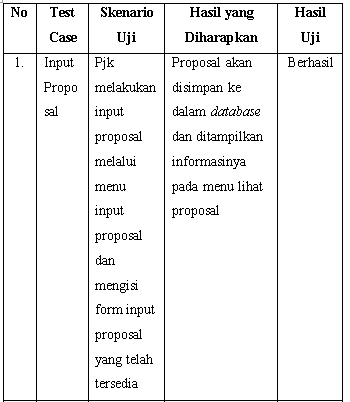 No Test Case Skenario Uji Hasil yang Diharapkan Hasil Uji
1.
Input
Propo
sal
Pjk
melakukan
input
proposal
melalui
menu
input
proposal
dan
mengisi
form input
proposal
yang telah
tersedia
Proposal akan
disimpan ke
dalam database
dan ditampilkan
informasinya
pada menu lihat
proposal
Berhasil